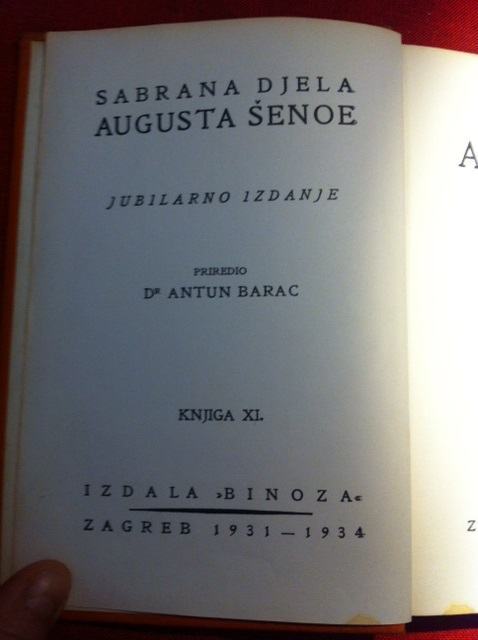 SABRANA DJELA
AUGUSTA ŠENOE
JUBILARNO IZDANJE
PRIREDIO
DR ANTUN BARAC
KNJIGA XI.
IZDALA »BINOZA«
ZAGREB 1931—1934
A
Z